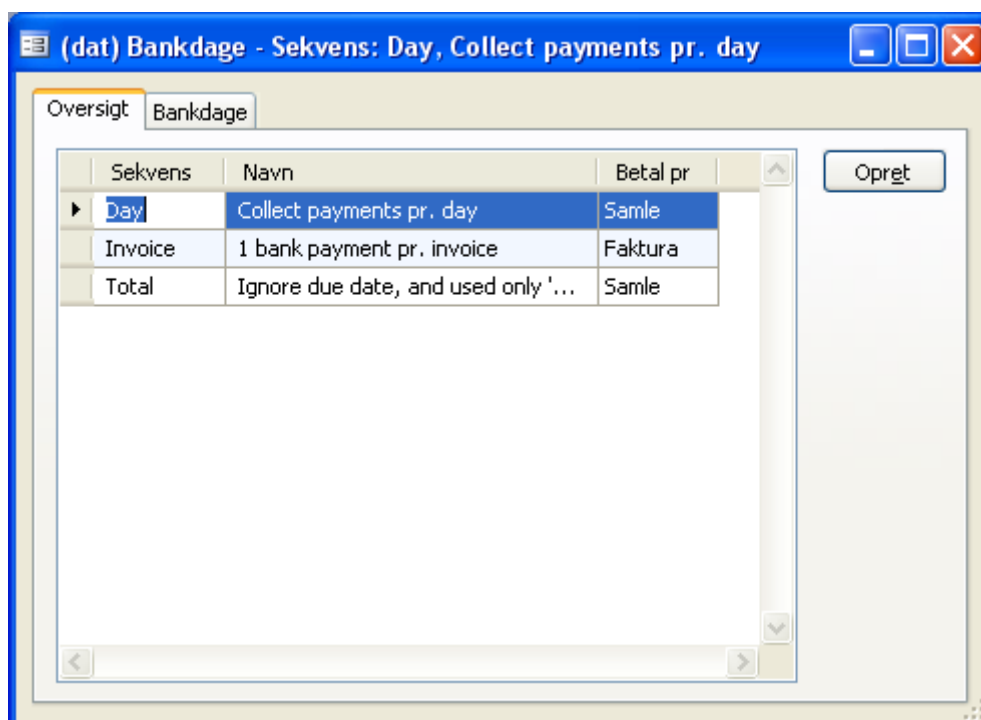 (dat) Bankdage - Sekvens: Day, Collect payments pr. day
Oversigt Bankdage
Sekvens Navn Betal pr
Opret
Day Collect payments pr. day Samle
Invoice 1 bank payment pr. invoice Faktura
Total Ignore due date, and used only '... Samle